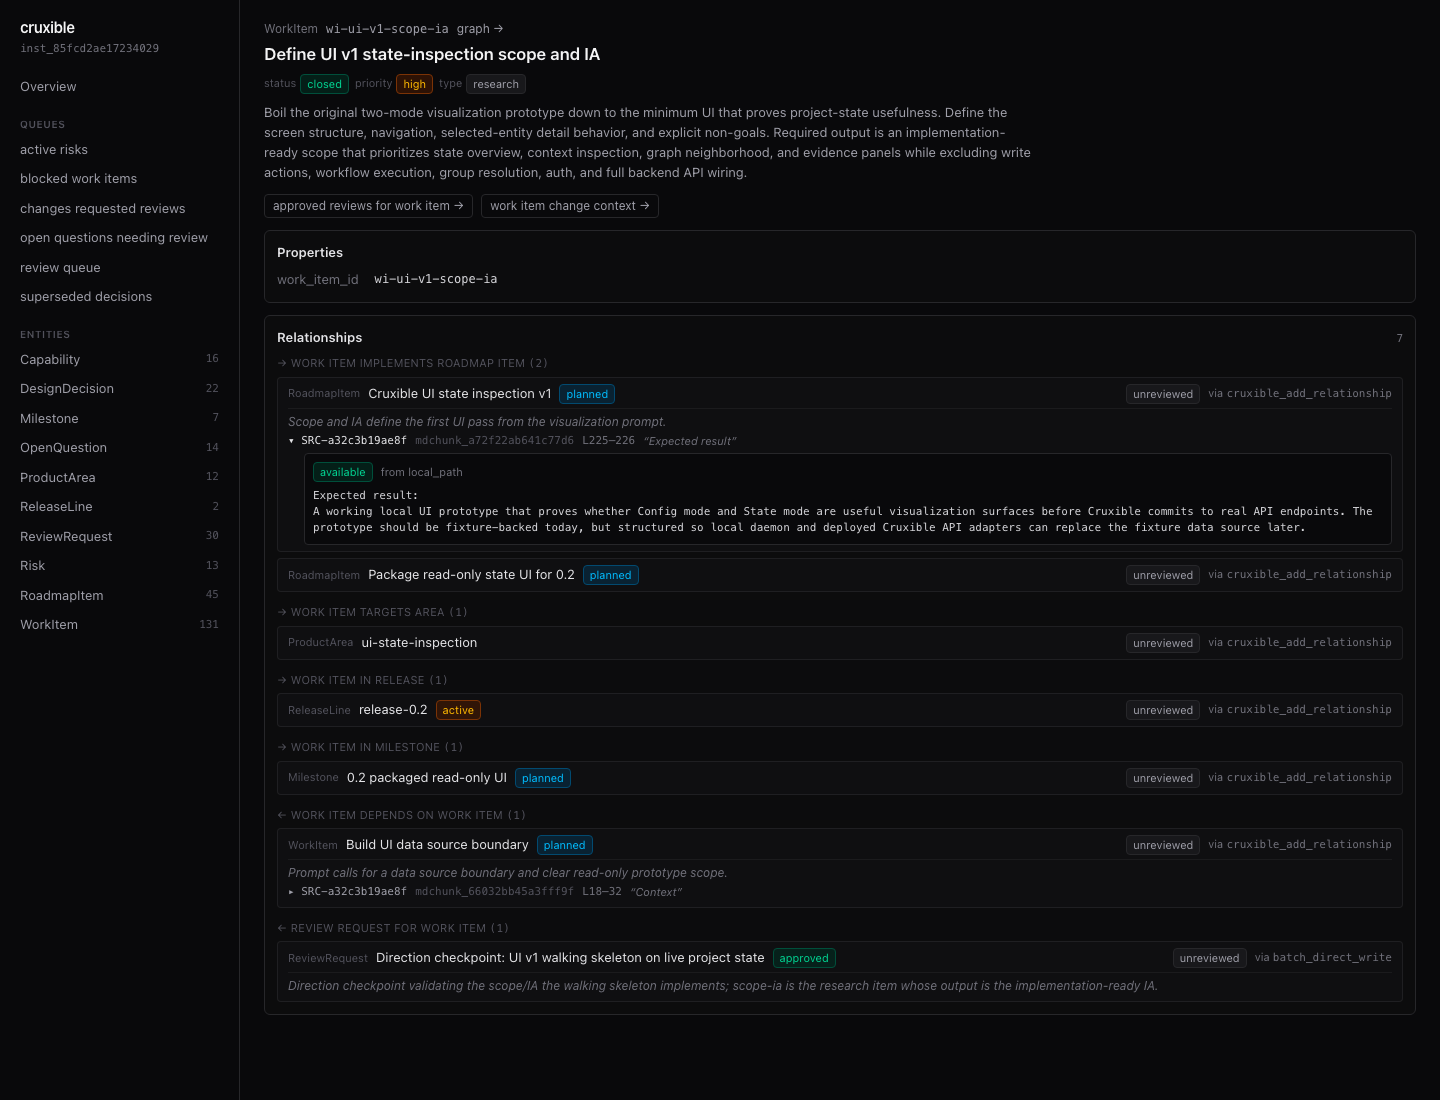 cruxible
inst_85fcd2ae17234029
Overview
QUEUES
active risks
blocked work items
changes requested reviews
open questions needing review
review queue
superseded decisions
ENTITIES
Capability 16
DesignDecision 22
Milestone 7
OpenQuestion 14
ProductArea 12
ReleaseLine 2
ReviewRequest 30
Risk 13
RoadmapItem 45
WorkItem 131
WorkItem wi-ui-v1-scope-ia graph →
Define UI v1 state-inspection scope and IA
status closed priority high type research
Boil the original two-mode visualization prototype down to the minimum UI that proves project-state usefulness. Define the
screen structure, navigation, selected-entity detail behavior, and explicit non-goals. Required output is an implementation-
ready scope that prioritizes state overview, context inspection, graph neighborhood, and evidence panels while excluding write
actions, workflow execution, group resolution, auth, and full backend API wiring.
approved reviews for work item → work item change context →
Properties
work_item_id wi-ui-v1-scope-ia
Relationships 7
→ WORK ITEM IMPLEMENTS ROADMAP ITEM (2)
RoadmapItem Cruxible UI state inspection v1 planned unreviewed via cruxible_add_relationship
Scope and IA define the first UI pass from the visualization prompt.
▾ SRC-a32c3b19ae8f mdchunk_a72f22ab641c77d6 L225–226 “Expected result”
available from local_path
Expected result:
A working local UI prototype that proves whether Config mode and State mode are useful visualization surfaces before Cruxible commits to real API endpoints. The
prototype should be fixture-backed today, but structured so local daemon and deployed Cruxible API adapters can replace the fixture data source later.
RoadmapItem Package read-only state UI for 0.2 planned unreviewed via cruxible_add_relationship
→ WORK ITEM TARGETS AREA (1)
ProductArea ui-state-inspection unreviewed via cruxible_add_relationship
→ WORK ITEM IN RELEASE (1)
ReleaseLine release-0.2 active unreviewed via cruxible_add_relationship
→ WORK ITEM IN MILESTONE (1)
Milestone 0.2 packaged read-only UI planned unreviewed via cruxible_add_relationship
← WORK ITEM DEPENDS ON WORK ITEM (1)
WorkItem Build UI data source boundary planned unreviewed via cruxible_add_relationship
Prompt calls for a data source boundary and clear read-only prototype scope.
▸ SRC-a32c3b19ae8f mdchunk_66032bb45a3fff9f L18–32 “Context”
← REVIEW REQUEST FOR WORK ITEM (1)
ReviewRequest Direction checkpoint: UI v1 walking skeleton on live project state approved unreviewed via batch_direct_write
Direction checkpoint validating the scope/IA the walking skeleton implements; scope-ia is the research item whose output is the implementation-ready IA.